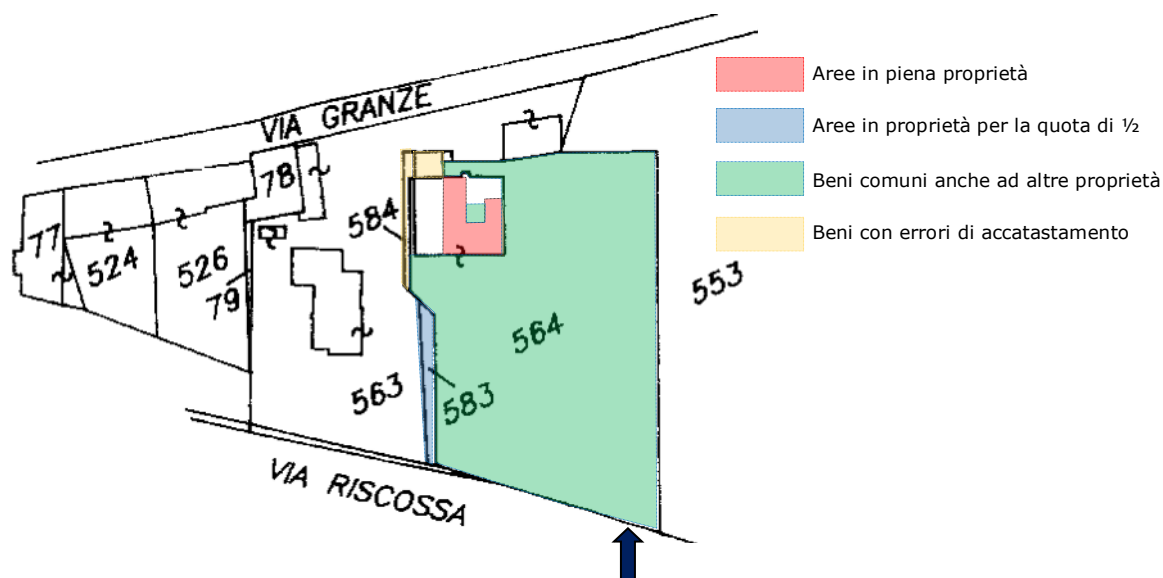 VIA GRANZE
Aree in piena proprietà
Aree in proprietà per la quota di ½
Beni comuni anche ad altre proprietà
Beni con errori di accatastamento
77
524
526
79
78
584
563
583
564
553
VIA RISCOSSA